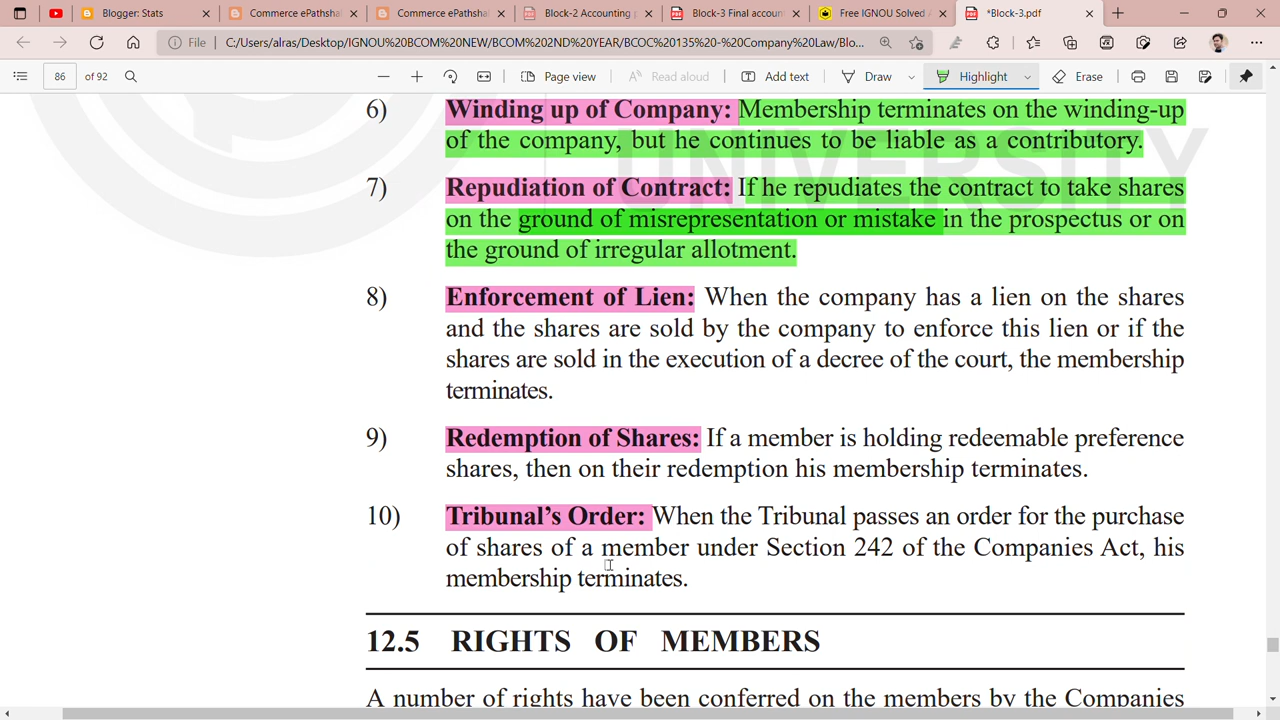 Blogger: Stats
Commerce ePathsha
Commerce ePathsha
Block-2 Accounting p
Block-3 Final Accoun
Free IGNOU Solved A
*Block-3.pdf
File C:/Users/alras/Desktop/IGNOU%20BCOM%20NEW/BCOM%202ND%20YEAR/BCOC%20135%20-%20Company%20Law/Blo...
86 of 92 Page view Read aloud Add text Draw Highlight Erase
6) Winding up of Company: Membership terminates on the winding-up
of the company, but he continues to be liable as a contributory.
UNIVERSITY
7) Repudiation of Contract: If he repudiates the contract to take shares
on the ground of misrepresentation or mistake in the prospectus or on
the ground of irregular allotment.
8) Enforcement of Lien: When the company has a lien on the shares
and the shares are sold by the company to enforce this lien or if the
shares are sold in the execution of a decree of the court, the membership
terminates.
9) Redemption of Shares: If a member is holding redeemable preference
shares, then on their redemption his membership terminates.
10) Tribunal's Order: When the Tribunal passes an order for the purchase
of shares of a member under Section 242 of the Companies Act, his
membership terminates.
12.5 RIGHTS OF MEMBERS
A number of rights have been conferred on the members by the Companies